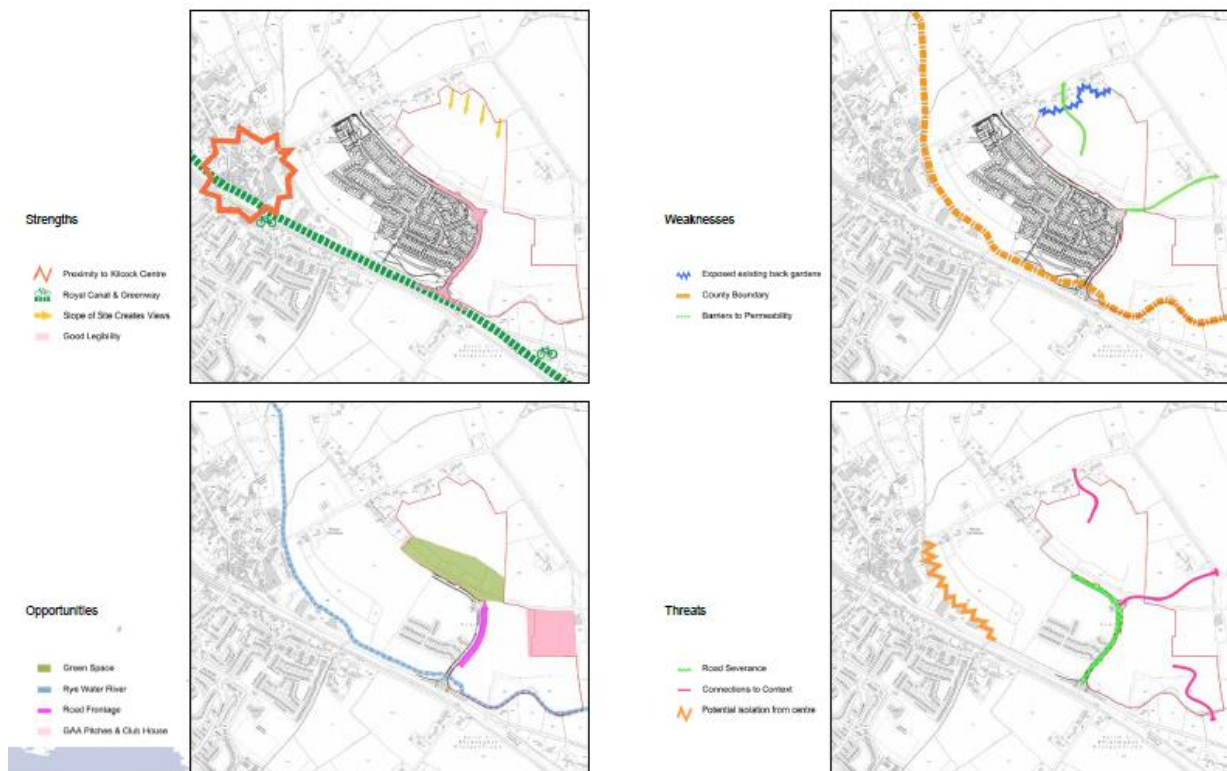 Strengths
Proximity to Kilcock Centre
Royal Canal & Greenway
Slope of Site Creates Views
Good Legibility
Weaknesses
Exposed existing back gardens
County Boundary
Barriers to Permeability
Opportunities
Green Space
Rye Water River
Road Frontage
GAA Pitches & Club House
Threats
Road Severance
Connections to Context
Potential isolation from centre